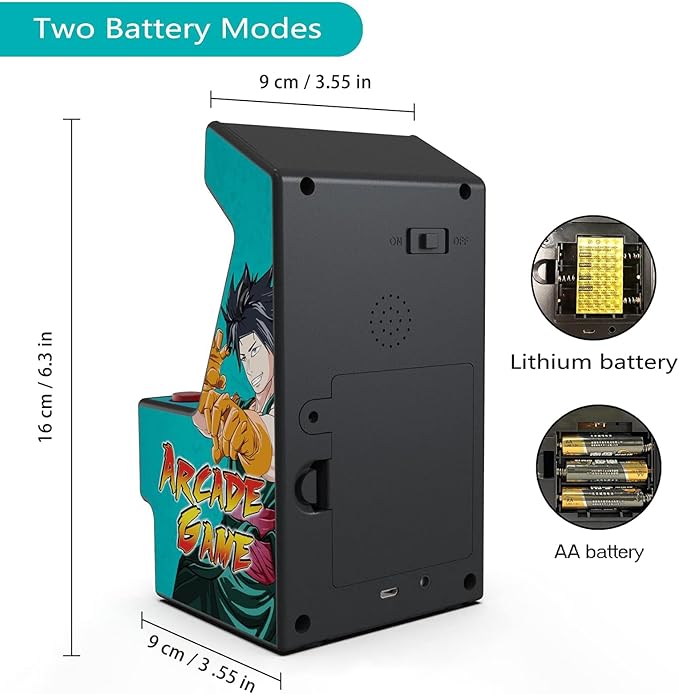 Two Battery Modes
9 cm / 3.55 in
16 cm / 6.3 in
ON
OFF
Lithium battery
ARCADE
GAME
AA battery
9 cm / 3.55 in